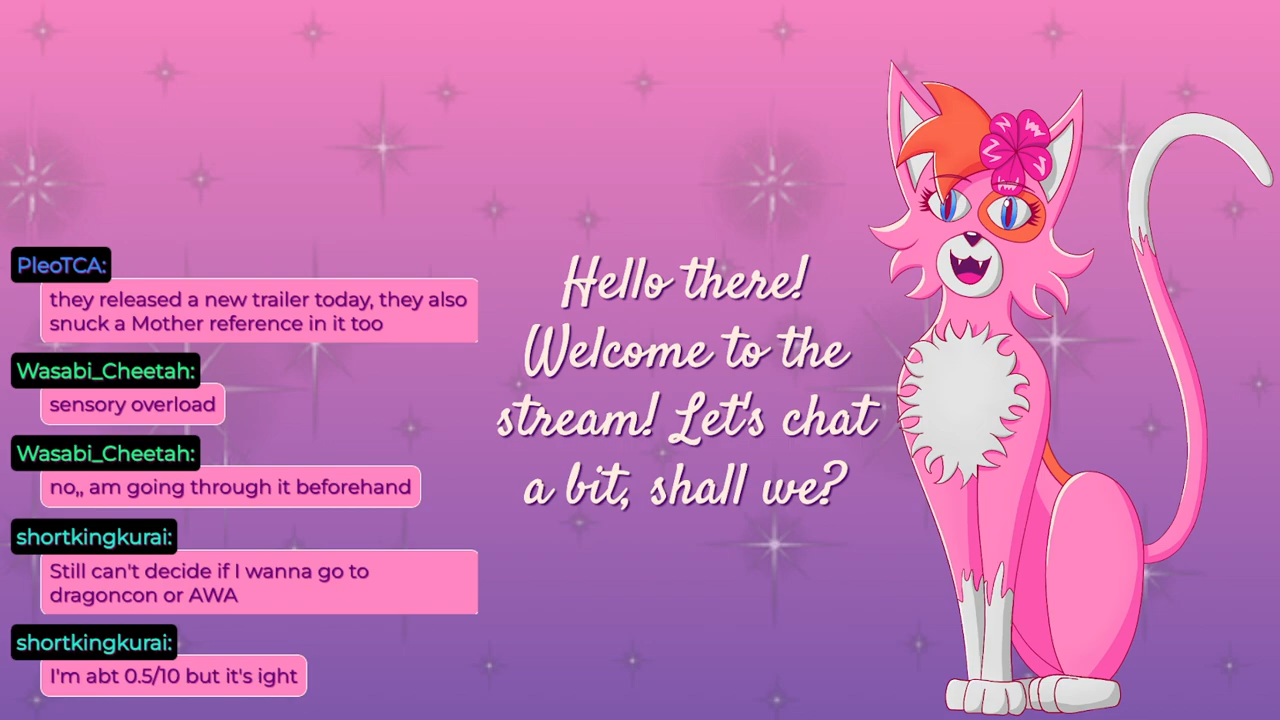 PleoTCA:
they released a new trailer today, they also
snuck a Mother reference in it too
Wasabi_Cheetah:
sensory overload
Wasabi_Cheetah:
no,, am going through it beforehand
shortkingkurai:
Still can't decide if I wanna go to
dragoncon or AWA
shortkingkurai:
I'm abt 0.5/10 but it's ight
Hello there!
Welcome to the
stream! Let's chat
a bit, shall we?